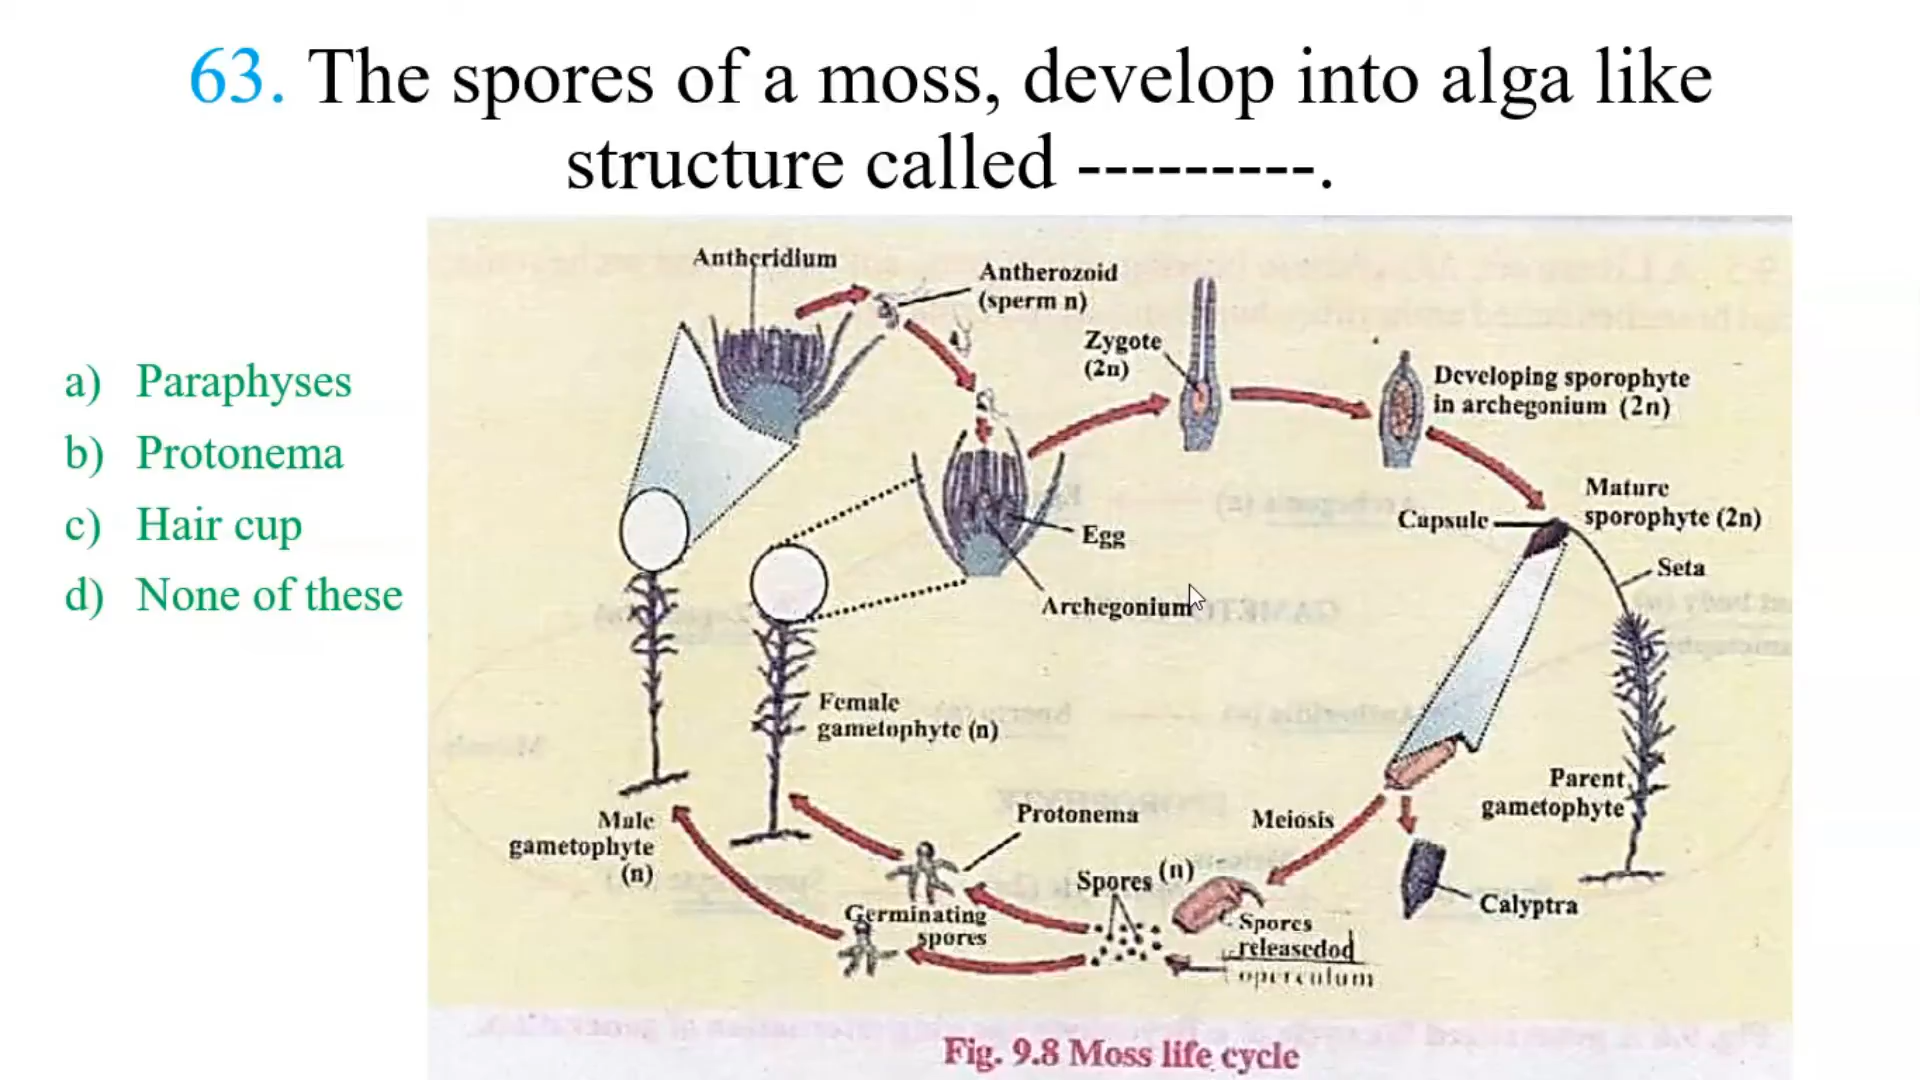 63. The spores of a moss, develop into alga like
structure called ---------.
a) Paraphyses
b) Protonema
c) Hair cup
d) None of these
Antheridium
Antherozoid
(sperm n)
Zygote
(2n)
Developing sporophyte
in archegonium (2n)
Mature
sporophyte (2n)
Capsule
Seta
Egg
Archegonium
Female
gametophyte (n)
Parent
gametophyte
Male
gametophyte
(n)
Protonema
Meiosis
Spores (n)
Germinating
spores
Calyptra
Spores
released
operculum
Fig. 9.8 Moss life cycle